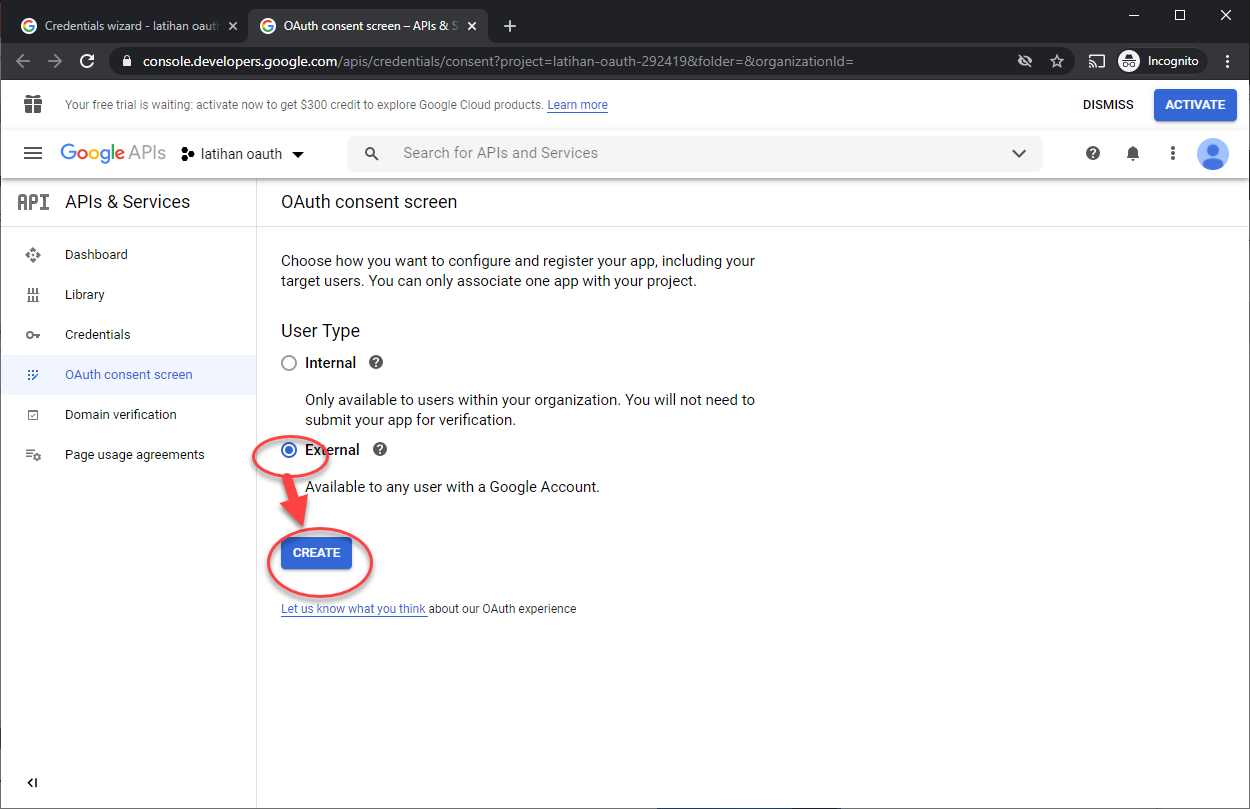 Credentials wizard - latihan oaut
OAuth consent screen – APIs & S
console.developers.google.com/apis/credentials/consent?project=latihan-oauth-292419&folder=&organizationId=
Incognito
Your free trial is waiting: activate now to get $300 credit to explore Google Cloud products. Learn more
DISMISS
ACTIVATE
Google APIs
latihan oauth
Search for APIs and Services
API APIs & Services
OAuth consent screen
Dashboard
Library
Credentials
OAuth consent screen
Domain verification
Page usage agreements
Choose how you want to configure and register your app, including your
target users. You can only associate one app with your project.
User Type
Internal
Only available to users within your organization. You will not need to
submit your app for verification.
External
Available to any user with a Google Account.
CREATE
Let us know what you think about our OAuth experience